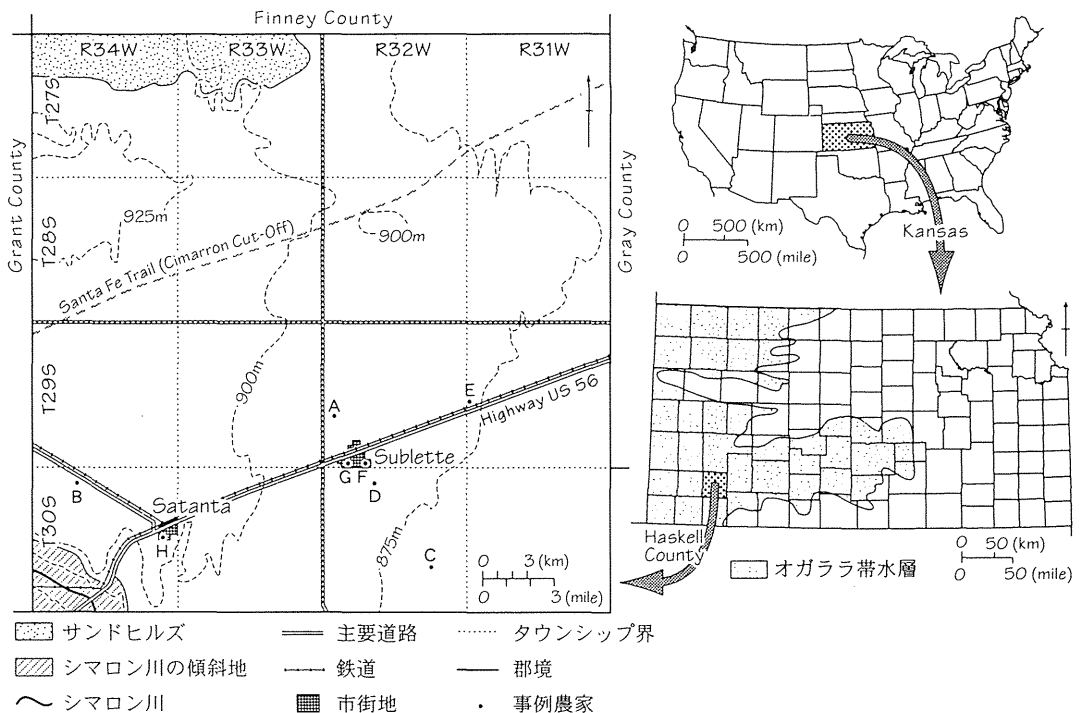 Finney County
R34W
R33W
R32W
R31W
T27S
T28S
T29S
T30S
Grant County
Gray County
925m
900m
Santa Fe Trail (Cimarron Cut-Off)
900m
875m
A
B
C
D
E
G F
H
Highway US 56
Sublette
Satanta
0 3 (km)
0 3 (mile)
0 500 (km)
0 500 (mile)
Kansas
Haskell
County
0 50 (km)
0 50 (mile)
オガララ帯水層
サンドヒルズ
主要道路
タウンシップ界
シマロン川の傾斜地
鉄道
郡境
シマロン川
市街地
事例農家